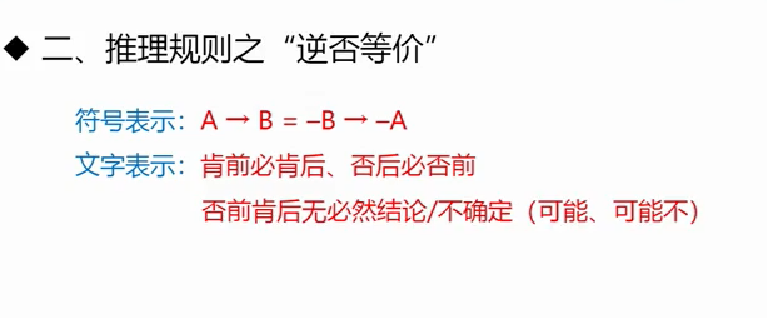 ◆ 二、推理规则之“逆否等价”
符号表示：A → B = –B → –A
文字表示：肯前必肯后、否后必否前
否前肯后无必然结论/不确定（可能、可能不）